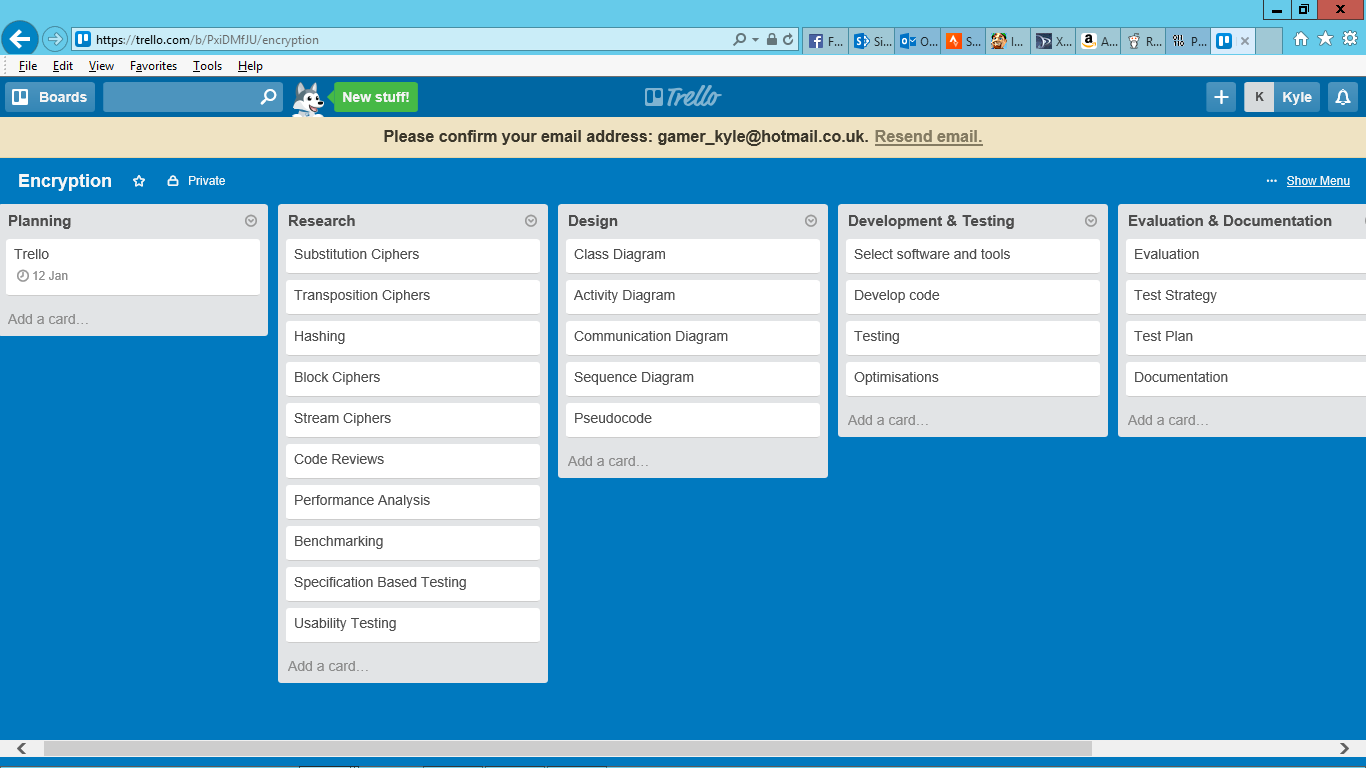 https://trello.com/b/PxiDMfJU/encryption
F... Si... O... S... I... X... A... R... P...
File Edit View Favorites Tools Help
Boards New stuff! Trello K Kyle
Please confirm your email address: gamer_kyle@hotmail.co.uk. Resend email.
Encryption Private ... Show Menu
Planning
Trello
12 Jan
Add a card...
Research
Substitution Ciphers
Transposition Ciphers
Hashing
Block Ciphers
Stream Ciphers
Code Reviews
Performance Analysis
Benchmarking
Specification Based Testing
Usability Testing
Add a card...
Design
Class Diagram
Activity Diagram
Communication Diagram
Sequence Diagram
Pseudocode
Add a card...
Development & Testing
Select software and tools
Develop code
Testing
Optimisations
Add a card...
Evaluation & Documentation
Evaluation
Test Strategy
Test Plan
Documentation
Add a card...